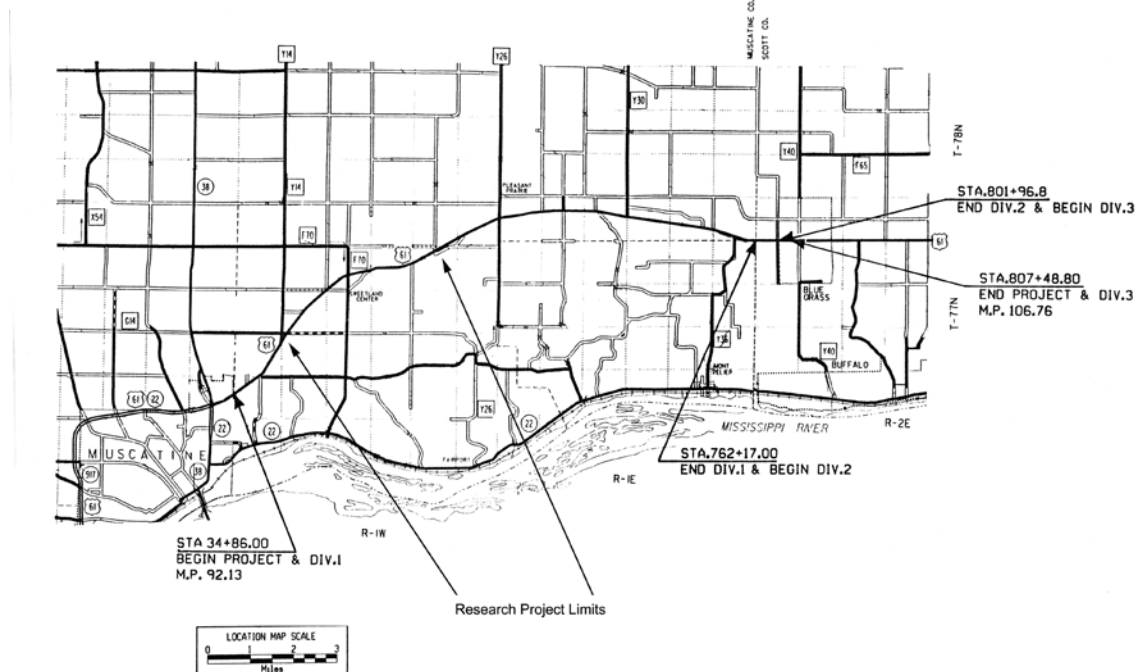 MUSCATINE CO.
SCOTT CO.
Y14
Y26
Y30
Y40
F65
T-78N
38
Y14
X54
PLEASANT
PRAIRIE
STA.801+96.8
END DIV.2 & BEGIN DIV.3
F70
F70
61
61
SWEETLAND
CENTER
STA.807+48.80
END PROJECT & DIV.3
M.P. 106.76
BLUE
GRASS
T-77N
G14
61
Y36
MONT
PELIER
Y40
BUFFALO
61
22
22
22
Y26
22
MUSCATINE
FAIRPORT
38
61
MISSISSIPPI RIVER
R-2E
STA.762+17.00
END DIV.1 & BEGIN DIV.2
R-1E
R-1W
STA 34+86.00
BEGIN PROJECT & DIV.1
M.P. 92.13
Research Project Limits
LOCATION MAP SCALE
0 1 2 3
Miles